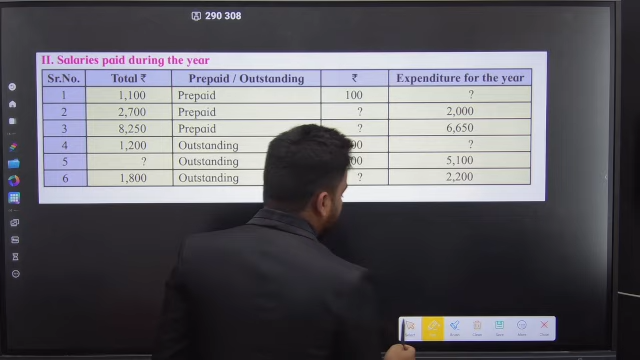 290 308
II. Salaries paid during the year
Sr.No. Total ₹ Prepaid / Outstanding ₹ Expenditure for the year
1 1,100 Prepaid 100 ?
2 2,700 Prepaid ? 2,000
3 8,250 Prepaid ? 6,650
4 1,200 Outstanding ?
5 ? Outstanding 5,100
6 1,800 Outstanding ? 2,200